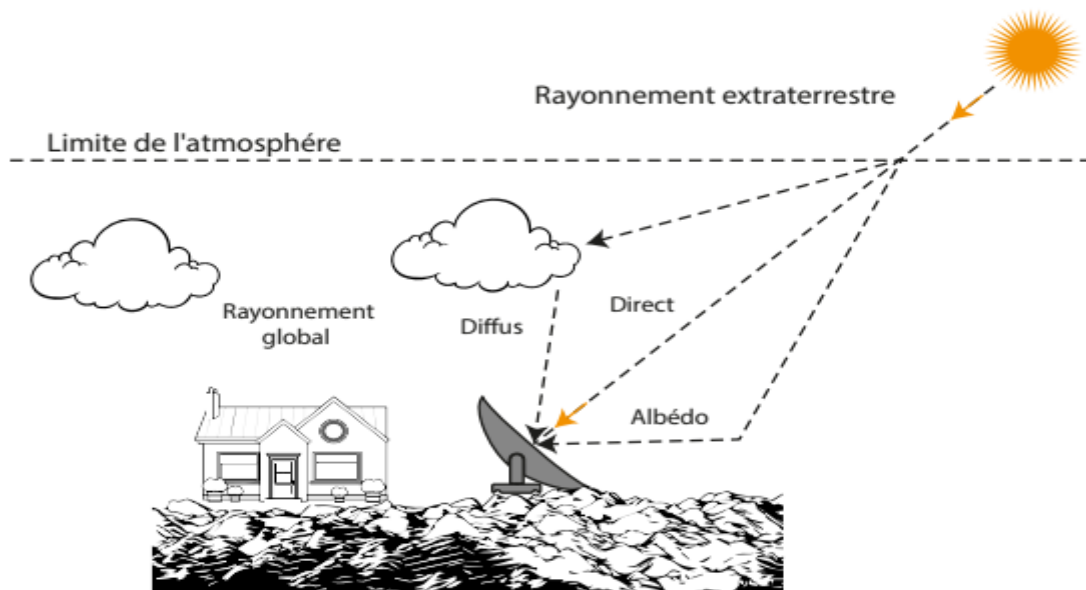 Rayonnement extraterrestre
Limite de l'atmosphére
Rayonnement
global
Diffus
Direct
Albédo